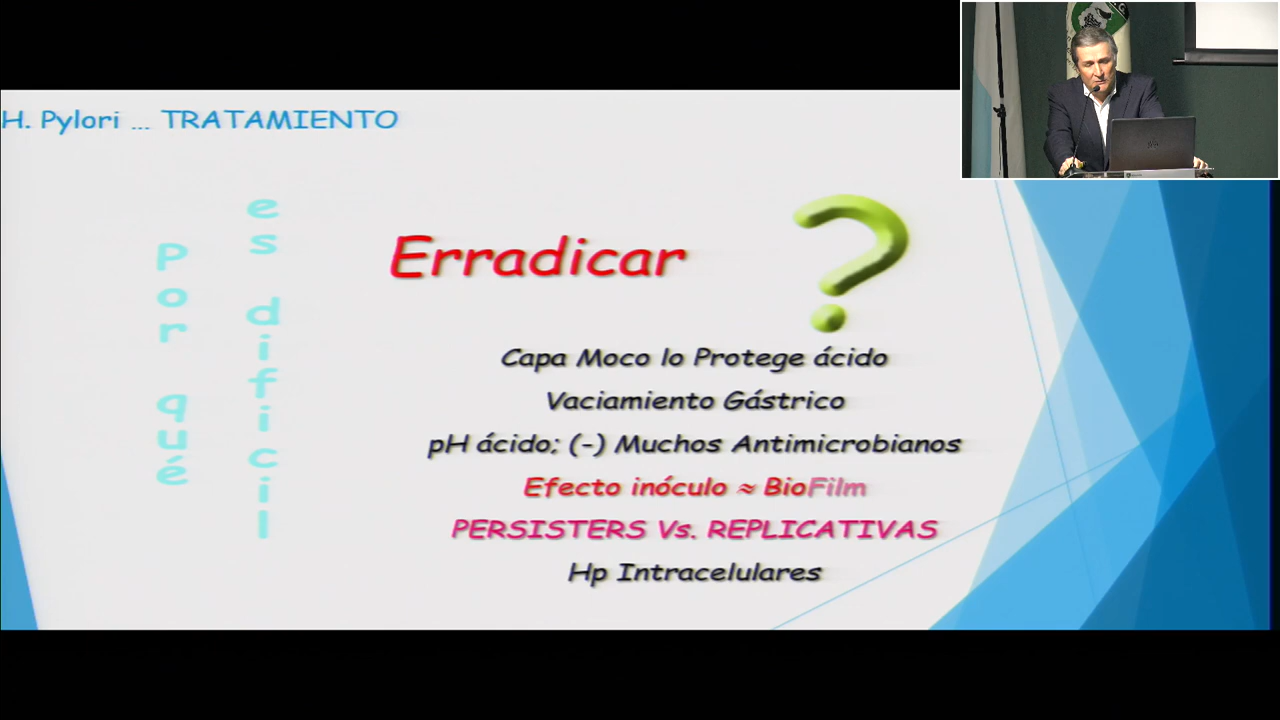 H. Pylori ... TRATAMIENTO
Por qué
es dificil
Erradicar ?
Capa Moco lo Protege ácido
Vaciamiento Gástrico
pH ácido; (-) Muchos Antimicrobianos
Efecto inóculo ≈ BioFilm
PERSISTERS Vs. REPLICATIVAS
Hp Intracelulares